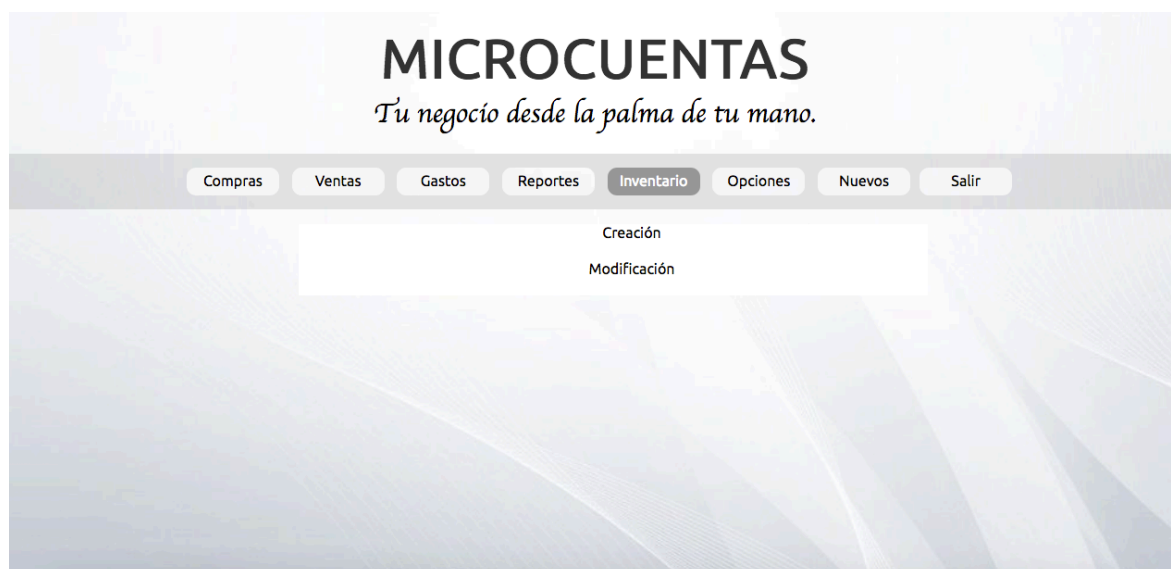 MICROCUENTAS
Tu negocio desde la palma de tu mano.
Compras Ventas Gastos Reportes Inventario Opciones Nuevos Salir
Creación
Modificación